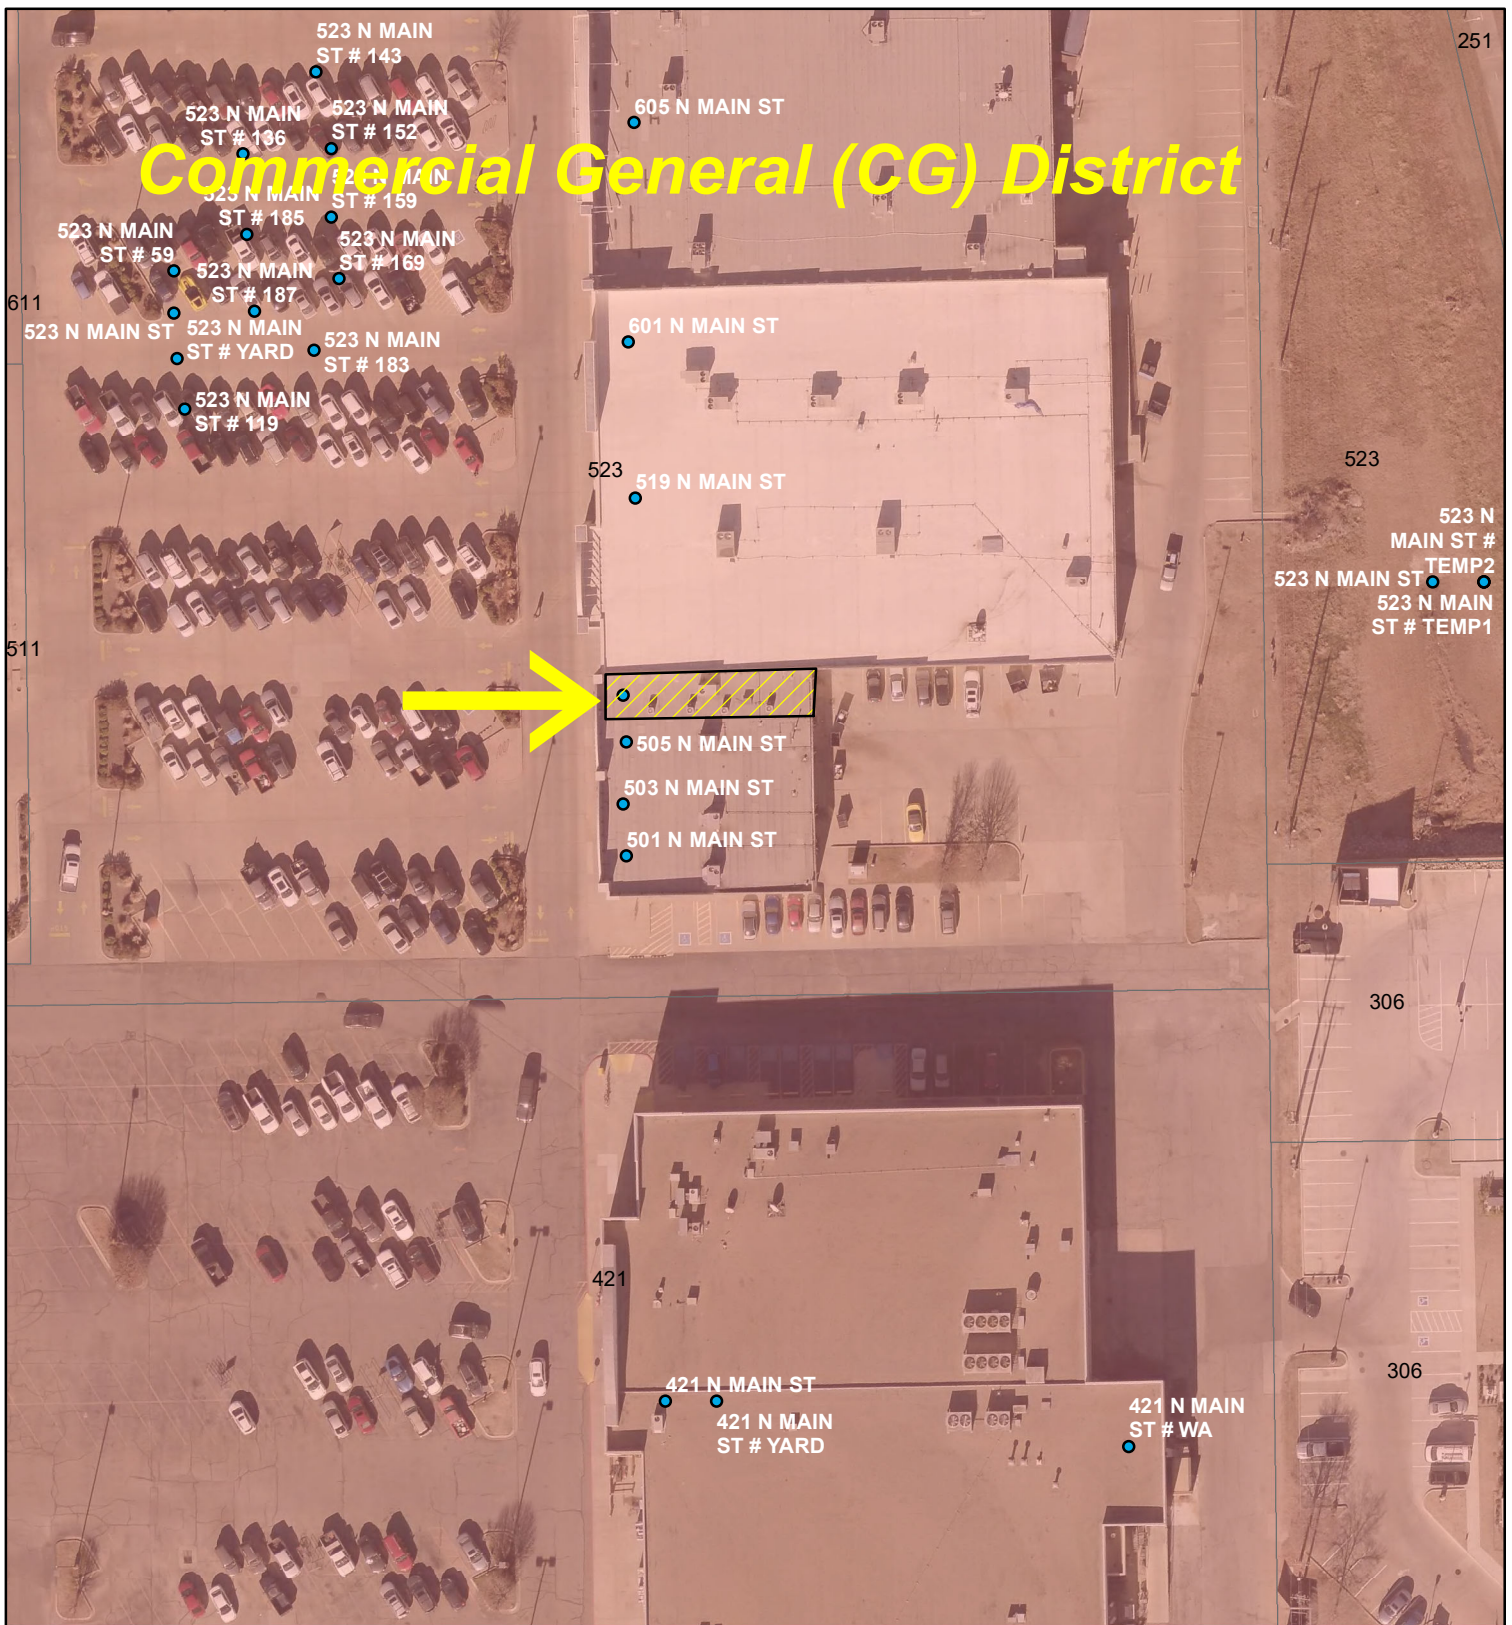 523 N MAIN
ST # 143
251
523 N MAIN
ST # 136
523 N MAIN
ST # 152
605 N MAIN ST
Commercial General (CG) District
523 N MAIN
ST # 185
523 N MAIN
ST # 159
523 N MAIN
ST # 59
523 N MAIN
ST # 169
523 N MAIN
ST # 187
611
523 N MAIN ST
523 N MAIN
ST # YARD
523 N MAIN
ST # 183
601 N MAIN ST
523 N MAIN
ST # 119
523
519 N MAIN ST
523
523 N
MAIN ST #
TEMP2
523 N MAIN ST
523 N MAIN
ST # TEMP1
511
505 N MAIN ST
503 N MAIN ST
501 N MAIN ST
306
421
306
421 N MAIN ST
421 N MAIN
ST # YARD
421 N MAIN
ST # WA